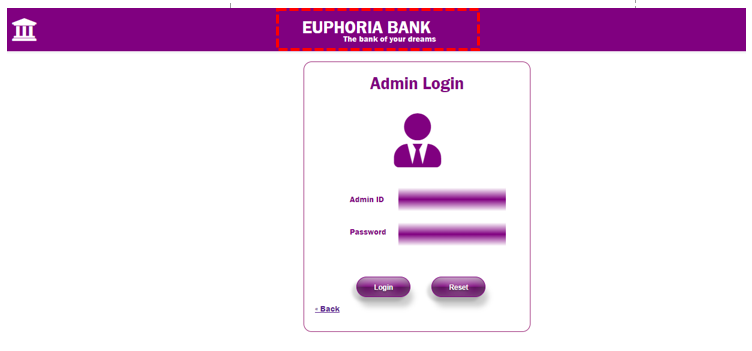 EUPHORIA BANK
The bank of your dreams
Admin Login
Admin ID
Password
Login Reset
- Back